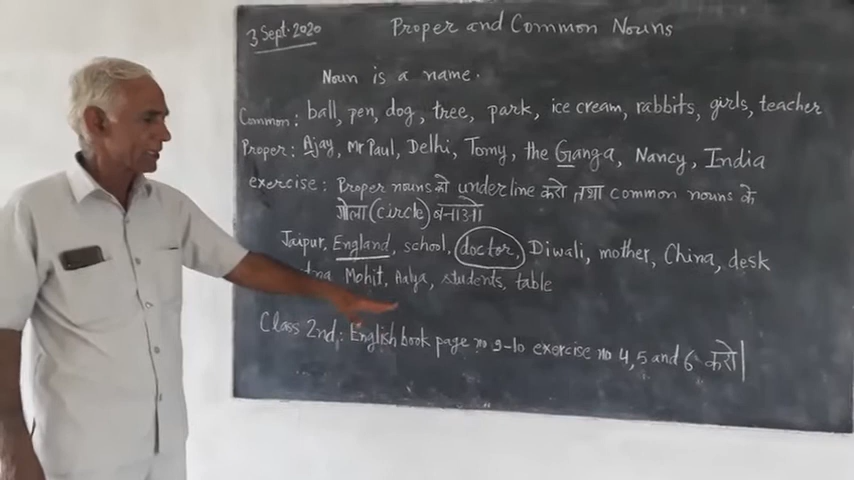 3 Sept. 2020
Proper and Common Nouns
Noun is a name.
Common: ball, pen, dog, tree, park, ice cream, rabbits, girls, teacher
Proper: Ajay, Mr Paul, Delhi, Tomy, the Ganga, Nancy, India
exercise: Proper nouns को underline करो तथा common nouns के
गोला (circle) बनाओ
Jaipur, England, school, doctor, Diwali, mother, China, desk
Mohit, Aalya, students, table
Class 2nd: English book page no 9-10 exercise no 4, 5 and 6 करो।